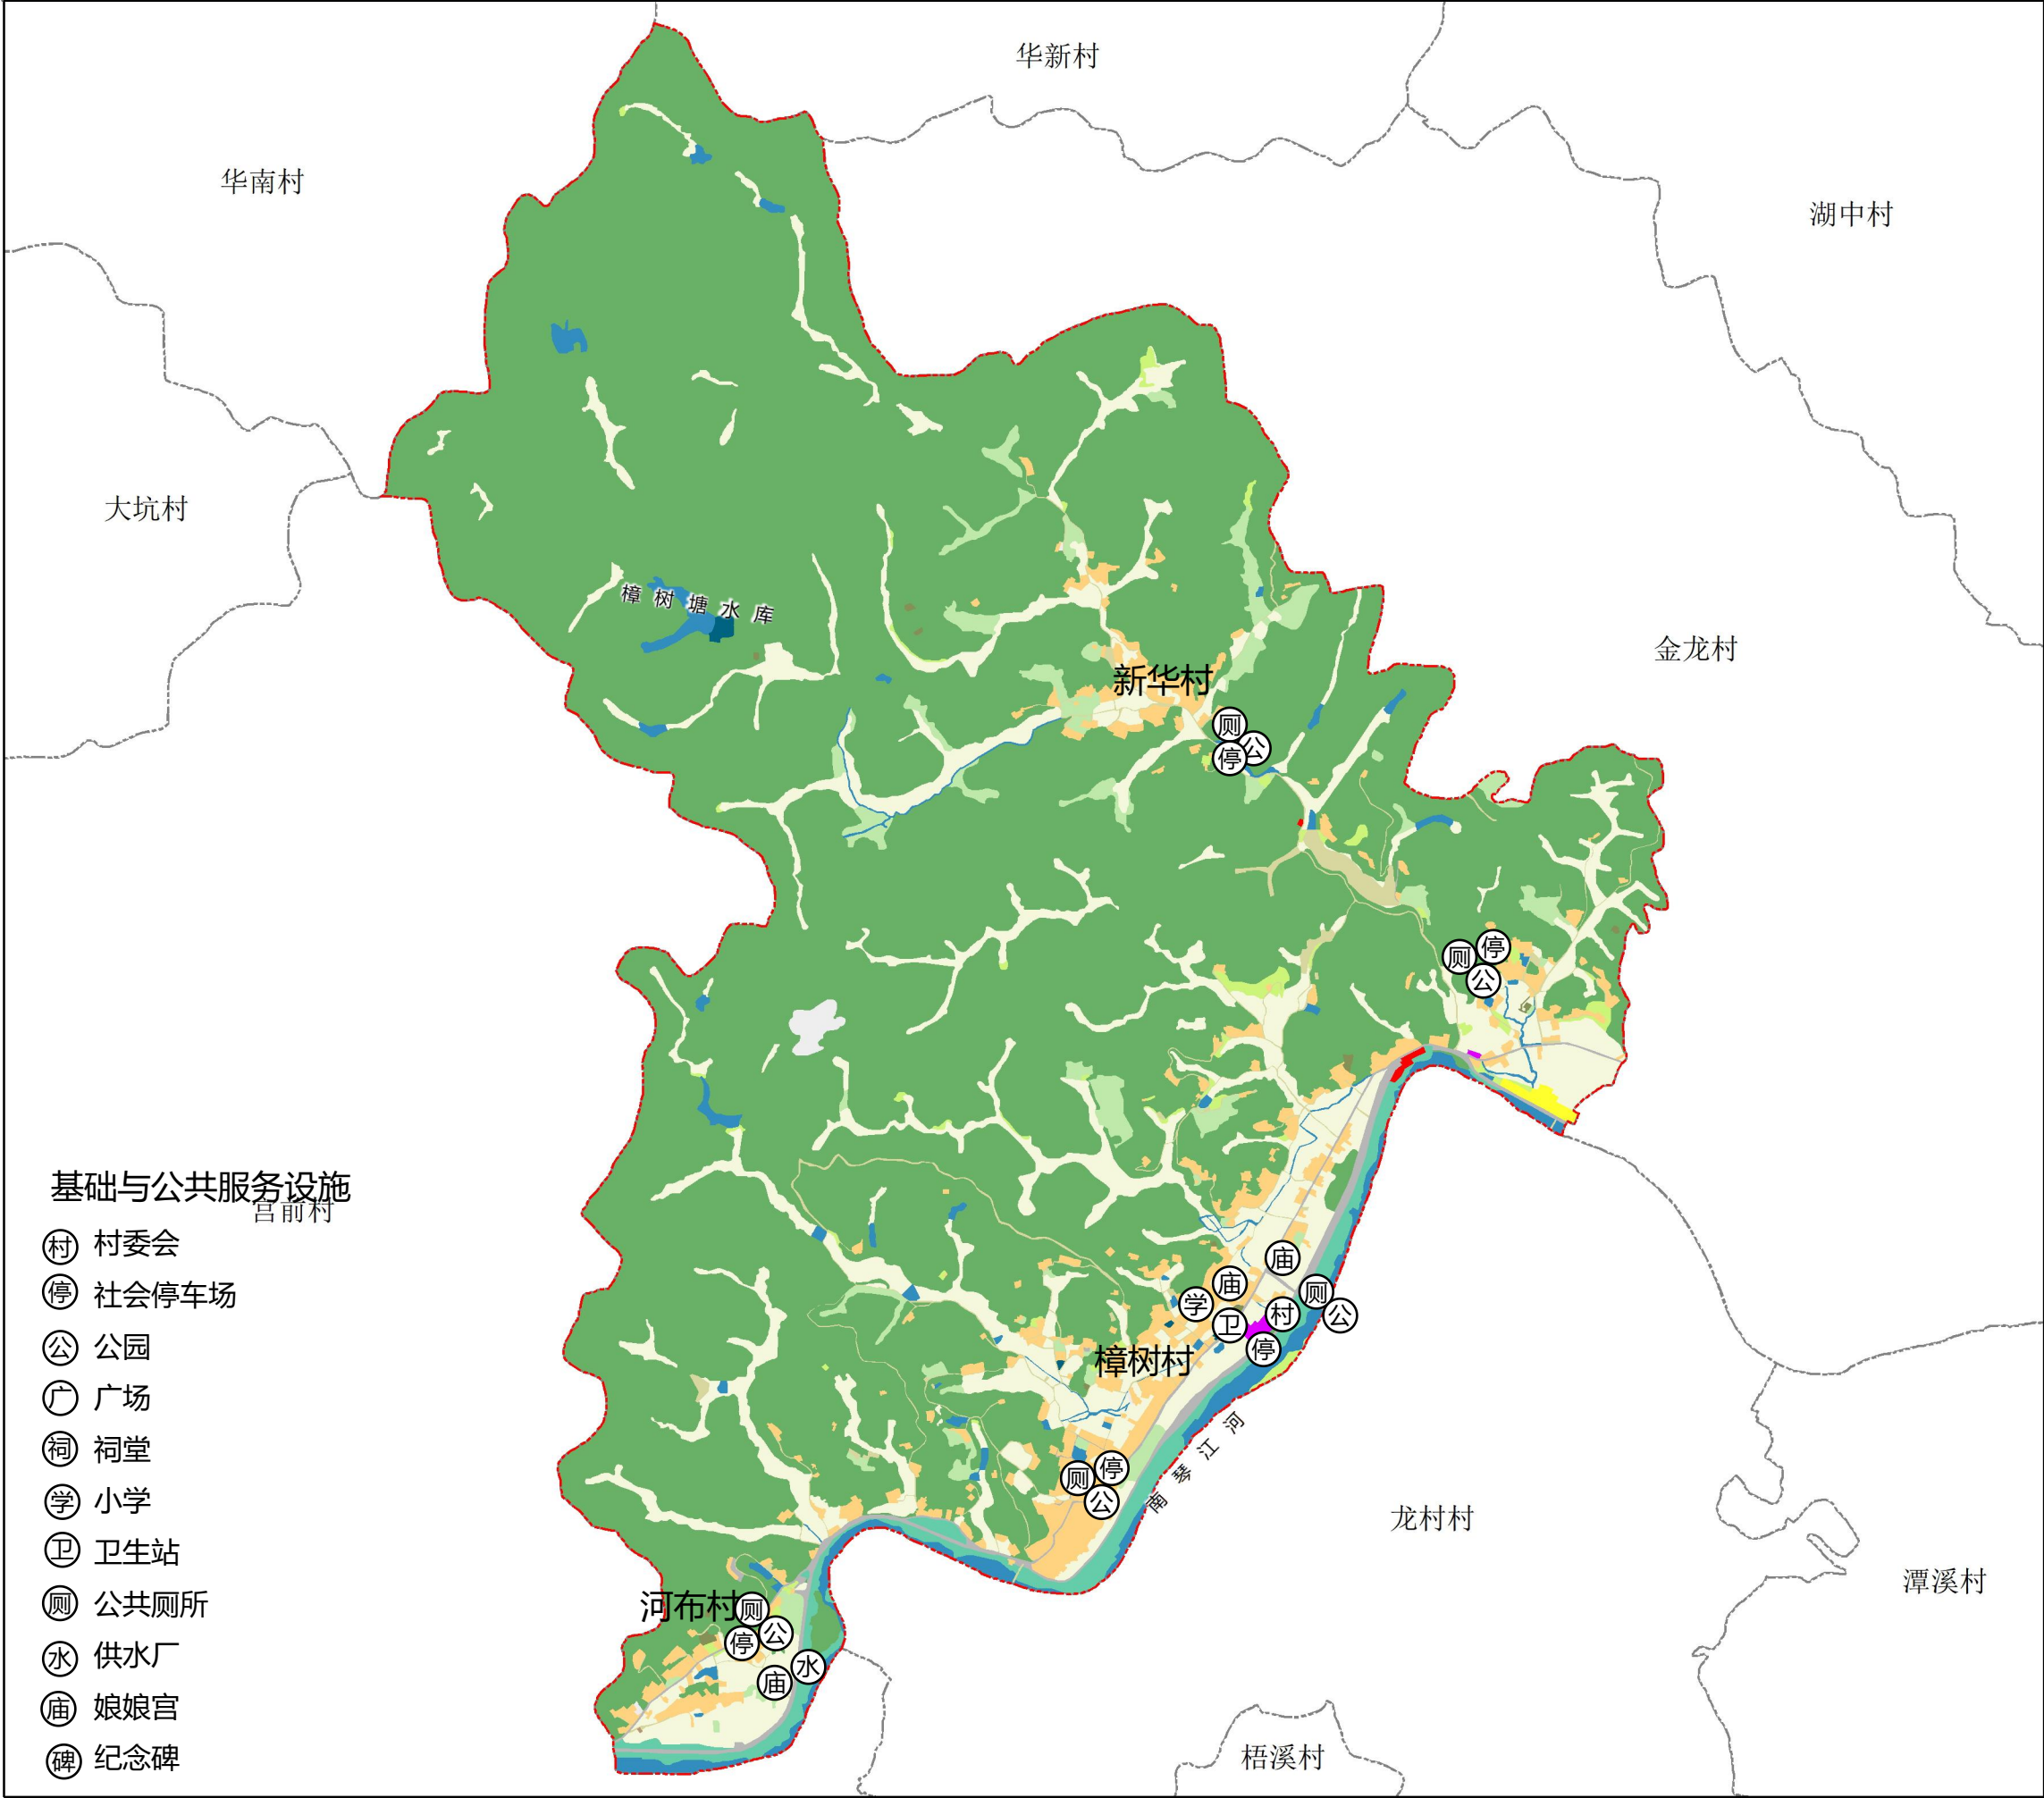 华新村
华南村
湖中村
大坑村
樟树塘水库
金龙村
新华村
厕
公
停
停
厕
公
基础与公共服务设施
宫前村
村 村委会
停 社会停车场
公 公园
广 广场
祠 祠堂
学 小学
卫 卫生站
厕 公共厕所
水 供水厂
庙 娘娘宫
碑 纪念碑
庙
庙
厕
学
村
公
卫
停
樟树村
南琴江河
停
厕
公
龙村村
潭溪村
河布村
厕
公
停
水
庙
梧溪村